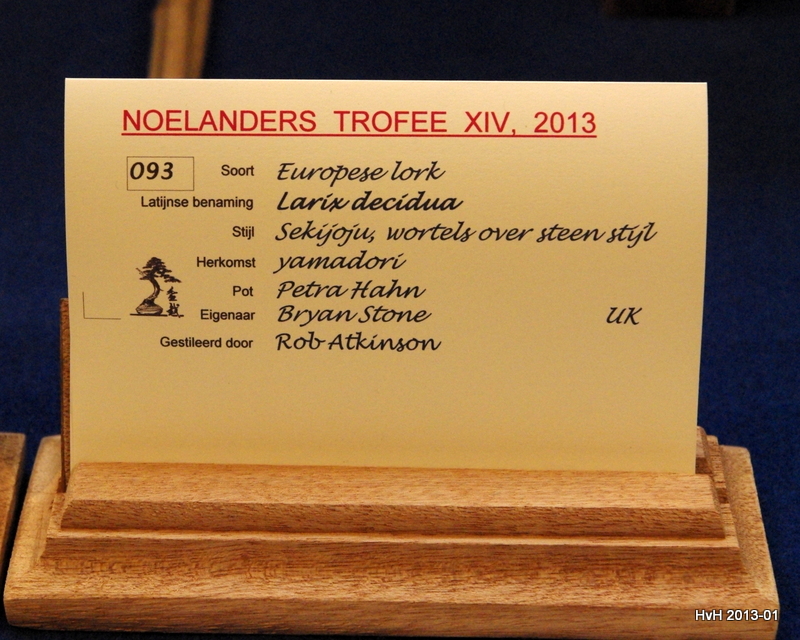 NOELANDERS TROFEE XIV, 2013
093 Soort Europese lork
Latijnse benaming Larix decidua
Stijl Sekijoju, wortels over steen stijl
Herkomst yamadori
Pot Petra Hahn
Eigenaar Bryan Stone UK
Gestileerd door Rob Atkinson
HvH 2013-01